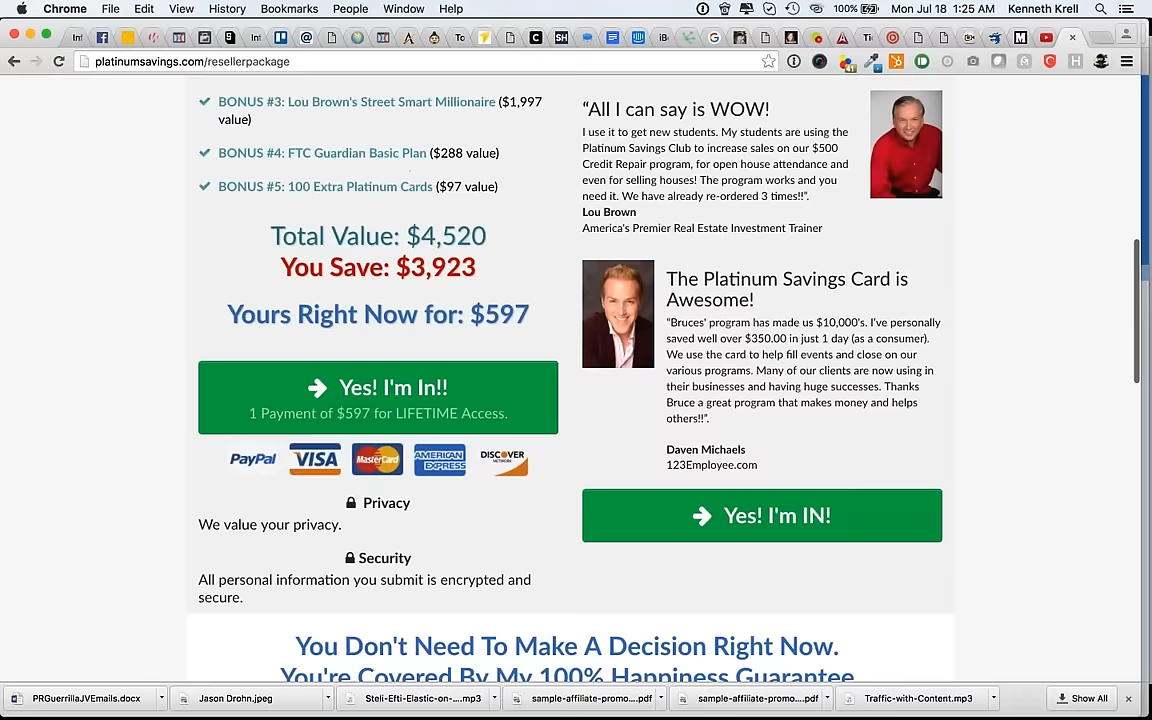 Chrome File Edit View History Bookmarks People Window Help 100% Mon Jul 18 1:25 AM Kenneth Krell
platinumsavings.com/resellerpackage
BONUS #3: Lou Brown's Street Smart Millionaire ($1,997
value)
BONUS #4: FTC Guardian Basic Plan ($288 value)
BONUS #5: 100 Extra Platinum Cards ($97 value)
Total Value: $4,520
You Save: $3,923
Yours Right Now for: $597
Yes! I'm In!!
1 Payment of $597 for LIFETIME Access.
PayPal VISA MasterCard AMERICAN EXPRESS DISCOVER NETWORK
Privacy
We value your privacy.
Security
All personal information you submit is encrypted and
secure.
“All I can say is WOW!
I use it to get new students. My students are using the
Platinum Savings Club to increase sales on our $500
Credit Repair program, for open house attendance and
even for selling houses! The program works and you
need it. We have already re-ordered 3 times!!”.
Lou Brown
America's Premier Real Estate Investment Trainer
The Platinum Savings Card is
Awesome!
“Bruces' program has made us $10,000's. I've personally
saved well over $350.00 in just 1 day (as a consumer).
We use the card to help fill events and close on our
various programs. Many of our clients are now using in
their businesses and having huge successes. Thanks
Bruce a great program that makes money and helps
others!!”.
Daven Michaels
123Employee.com
Yes! I'm IN!
You Don't Need To Make A Decision Right Now.
You're Covered By My 100% Happiness Guarantee
PRGuerrillaJVEmails.docx Jason Drohn.jpeg Steli-Efti-Elastic-on-....mp3 sample-affiliate-promo....pdf sample-affiliate-promo....pdf Traffic-with-Content.mp3 Show All